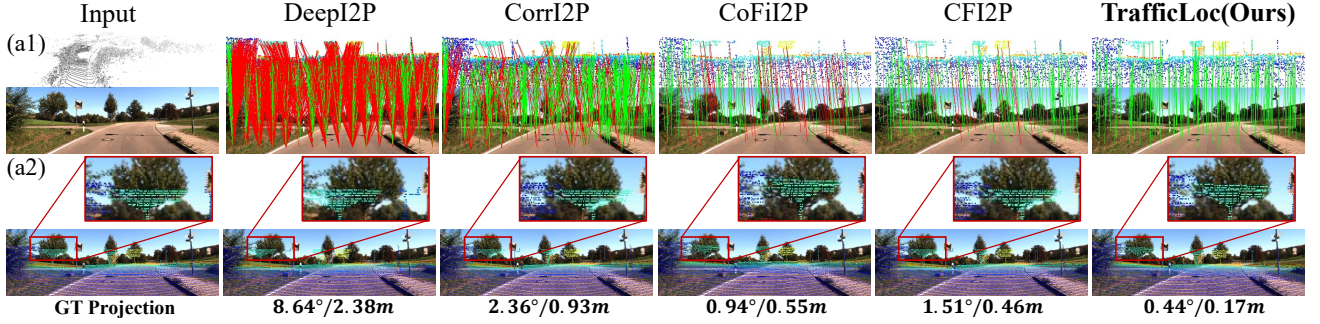 Input DeepI2P CorrI2P CoFiI2P CFI2P TrafficLoc(Ours)
(a1)
(a2)
GT Projection 8.64°/2.38m 2.36°/0.93m 0.94°/0.55m 1.51°/0.46m 0.44°/0.17m